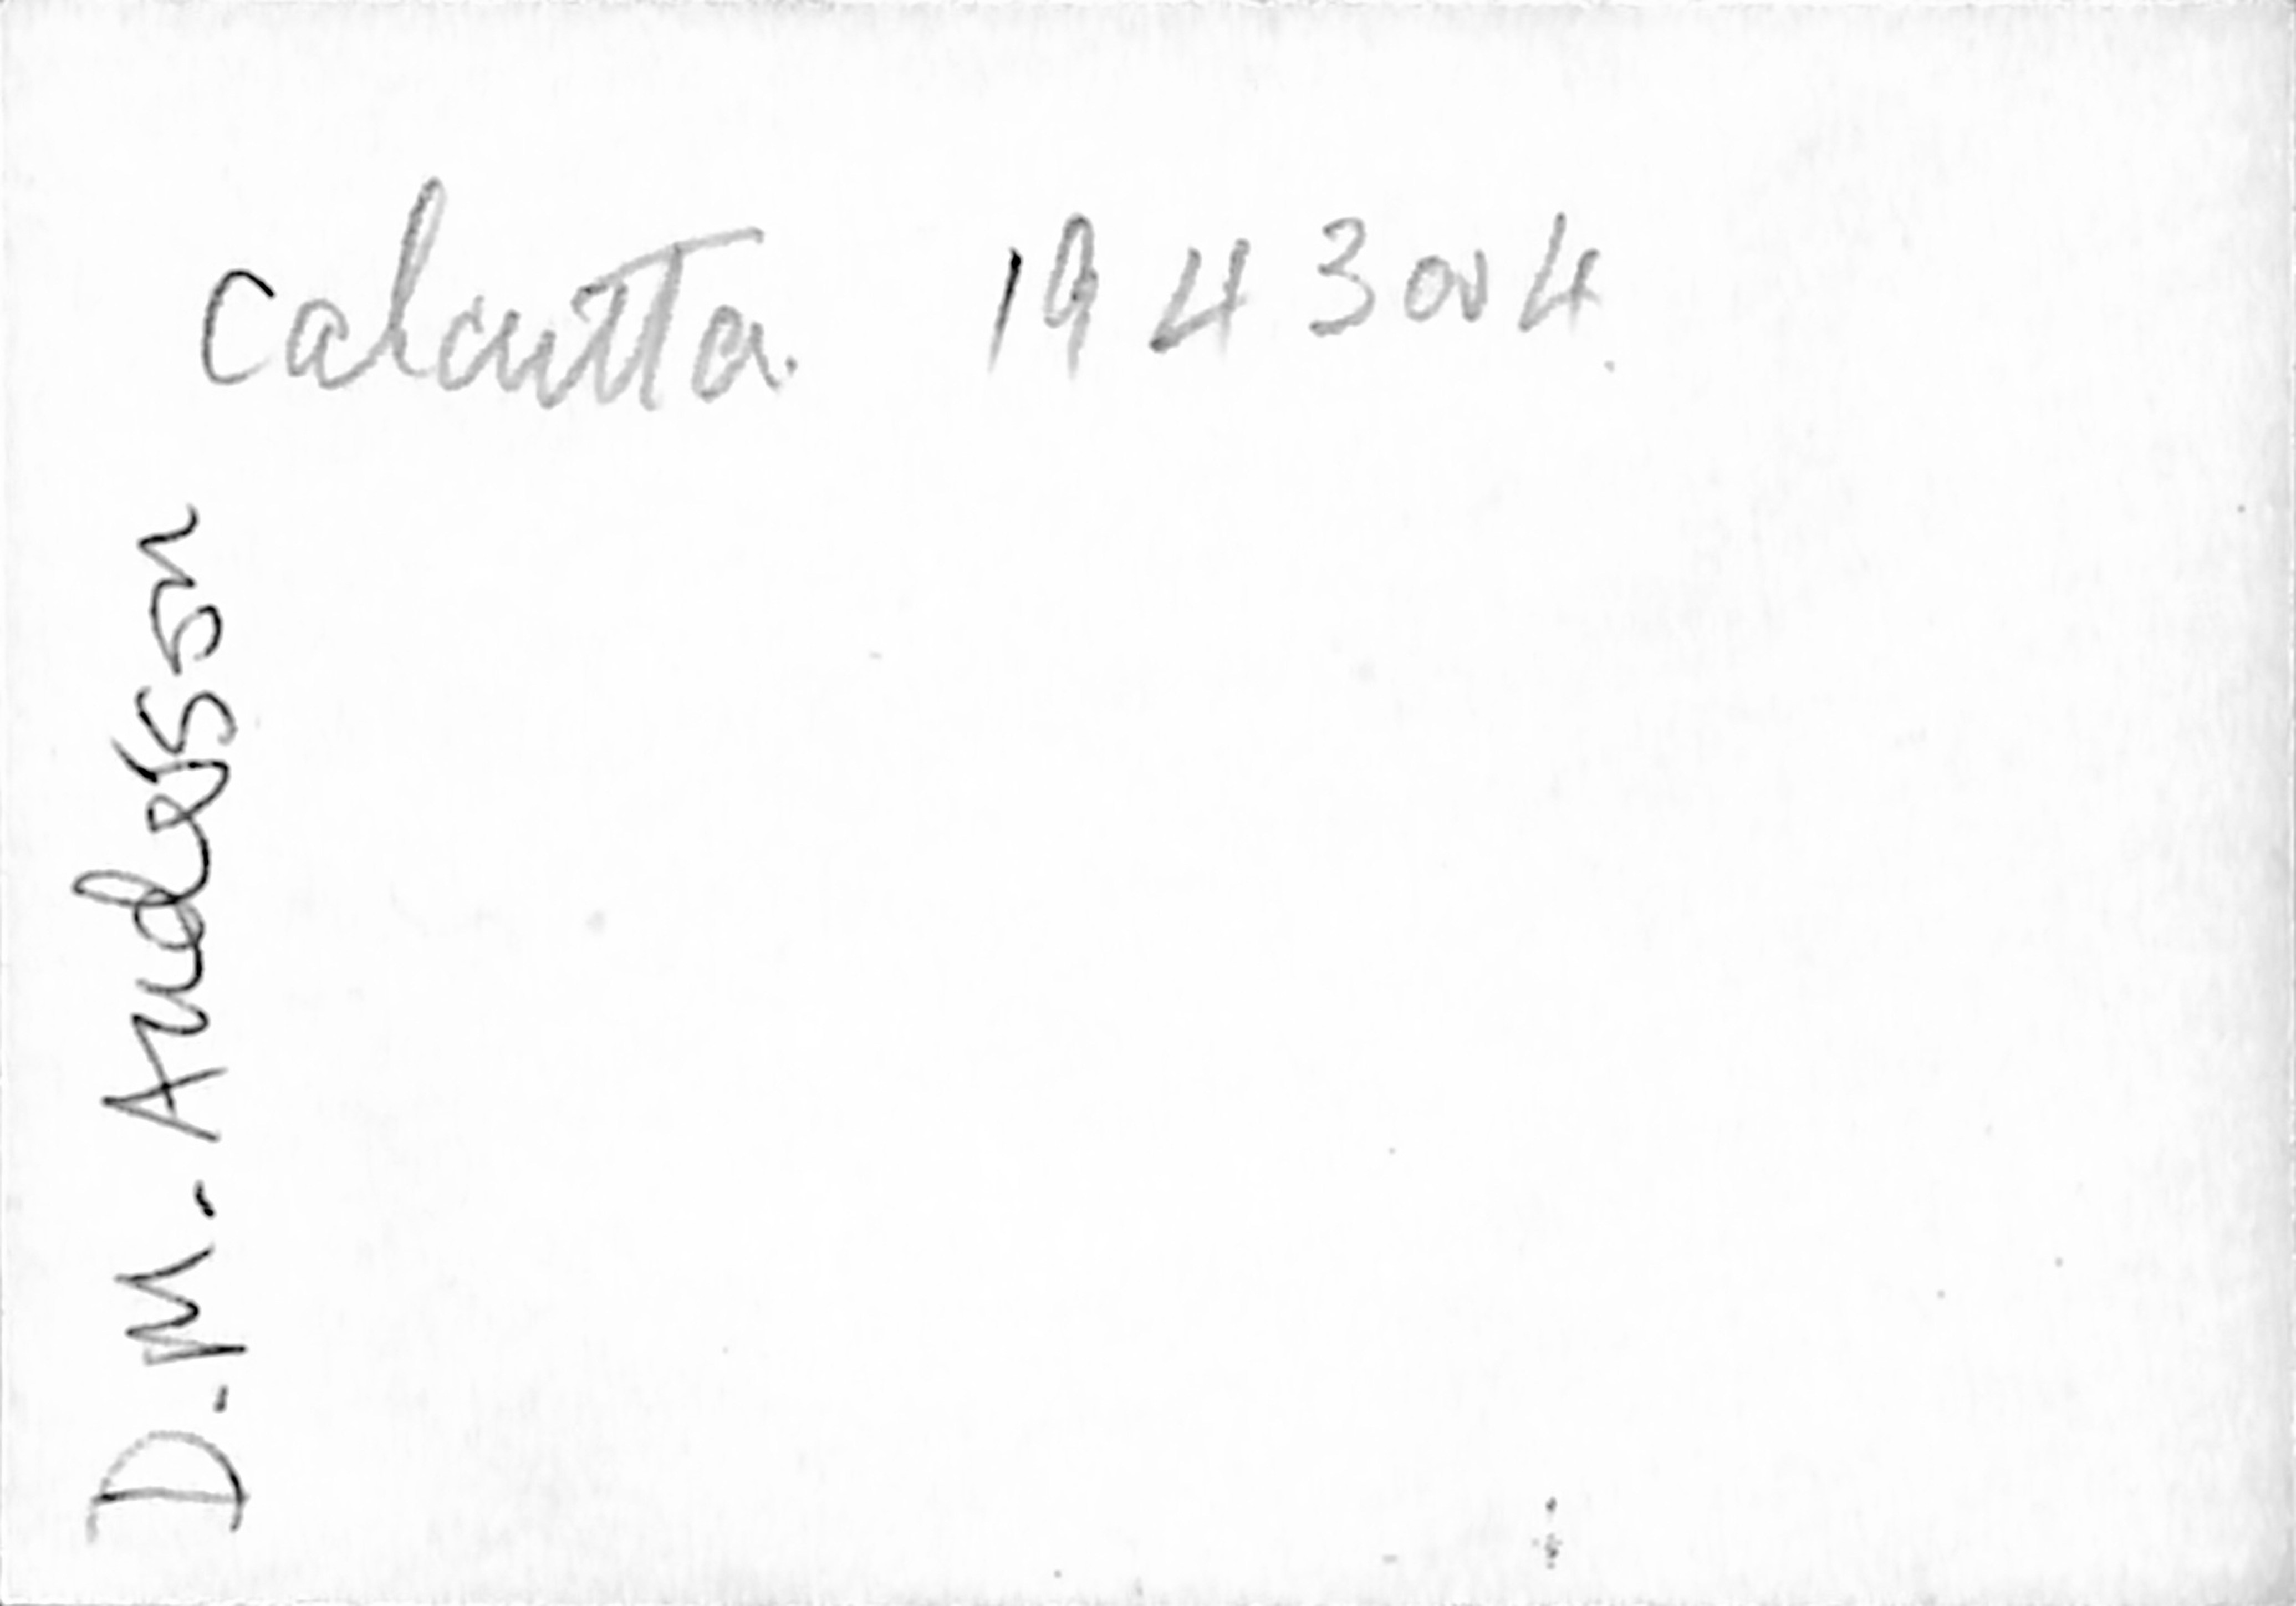 Calcutta. 1943 or 4.
D. M. Anderson